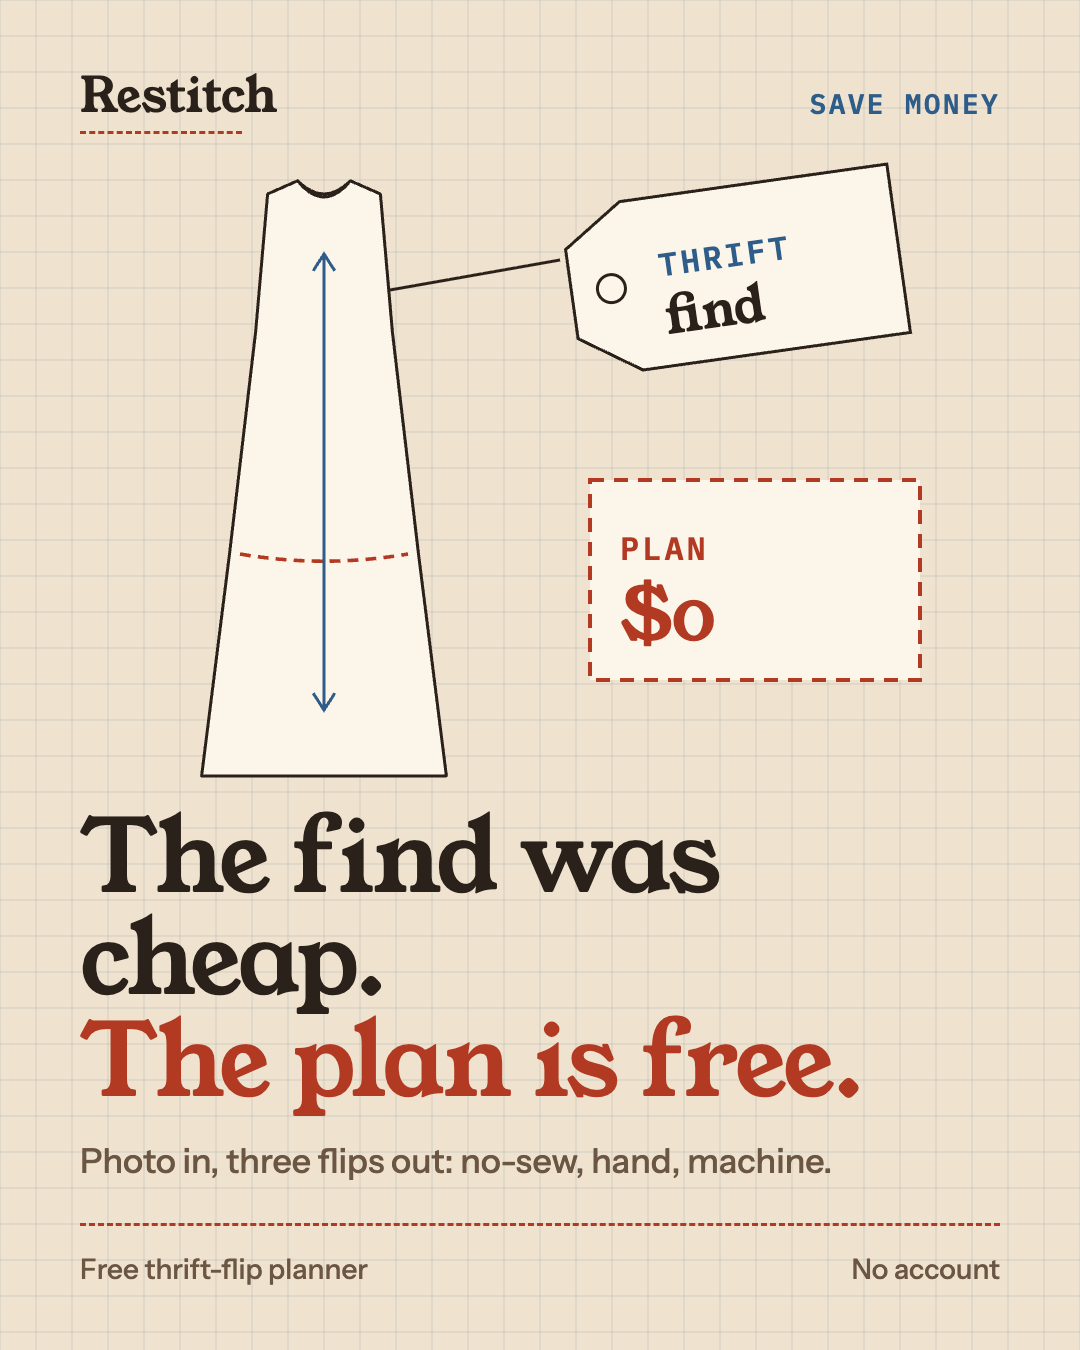 Restitch
SAVE MONEY
THRIFT
find
PLAN
$0
The find was
cheap.
The plan is free.
Photo in, three flips out: no-sew, hand, machine.
Free thrift-flip planner
No account